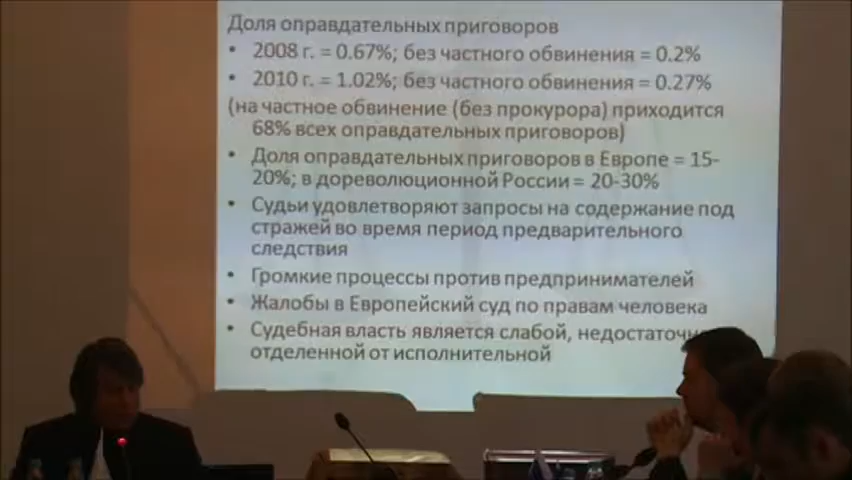 Доля оправдательных приговоров
• 2008 г. = 0.67%; без частного обвинения = 0.2%
• 2010 г. = 1.02%; без частного обвинения = 0.27%
(на частное обвинение (без прокурора) приходится
68% всех оправдательных приговоров)
• Доля оправдательных приговоров в Европе = 15-
20%; в дореволюционной России = 20-30%
• Судьи удовлетворяют запросы на содержание под
стражей во время период предварительного
следствия
• Громкие процессы против предпринимателей
• Жалобы в Европейский суд по правам человека
• Судебная власть является слабой,
отделенной от исполнительной